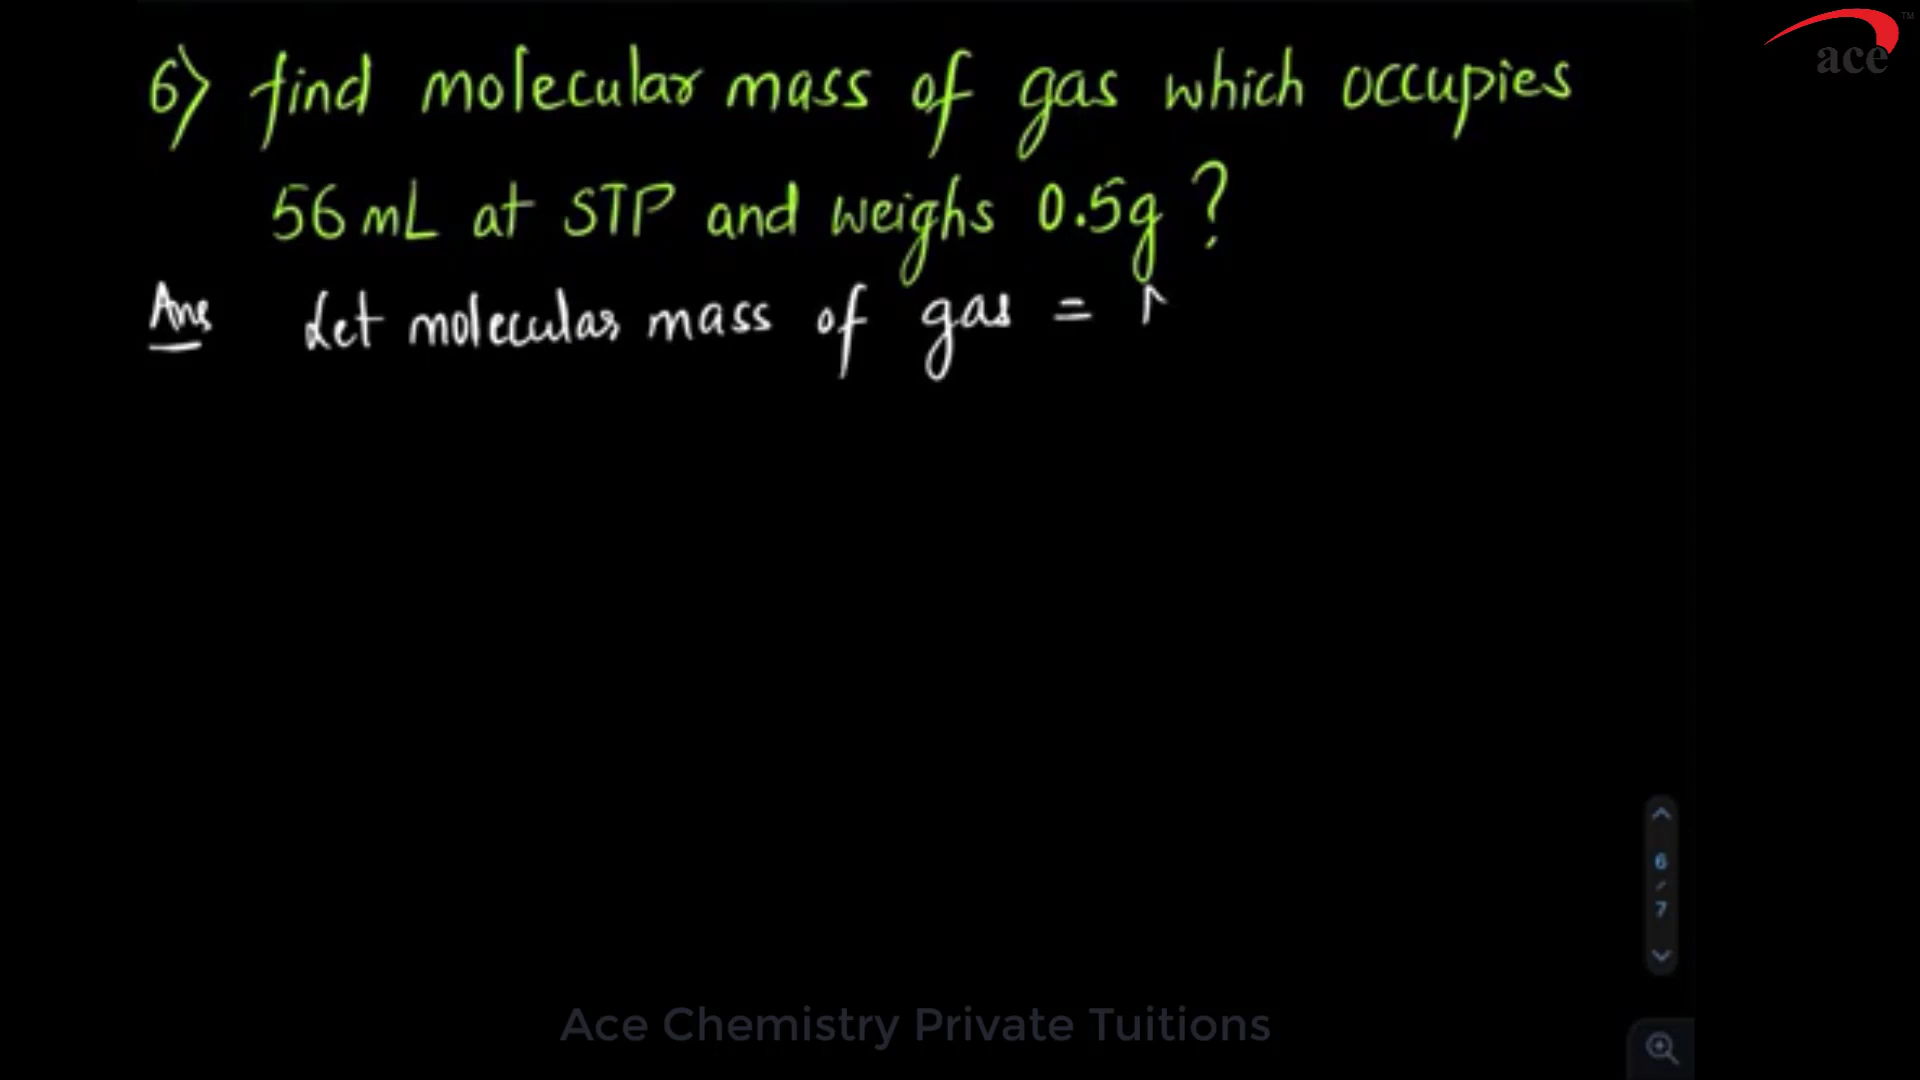 6) find molecular mass of gas which occupies
56 mL at STP and weighs 0.5g ?
Ans Let molecular mass of gas =
ace TM
6
/
7
Ace Chemistry Private Tuitions